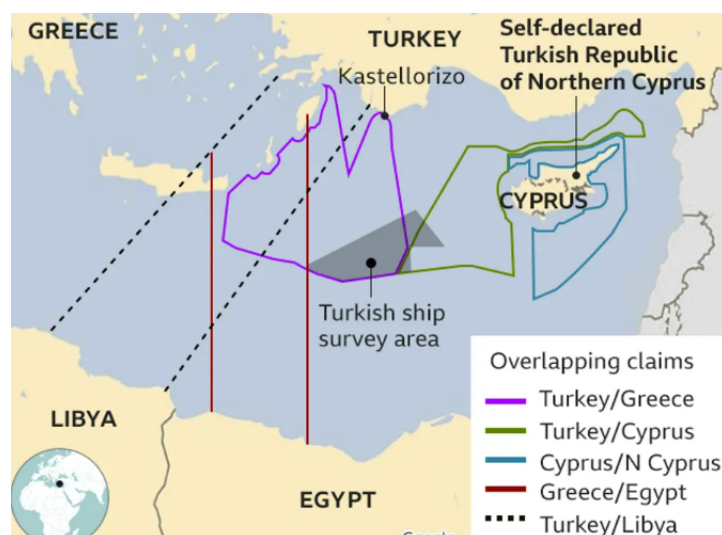 GREECE
TURKEY
Self-declared
Turkish Republic
of Northern Cyprus
Kastellorizo
CYPRUS
Turkish ship
survey area
LIBYA
EGYPT
Overlapping claims
Turkey/Greece
Turkey/Cyprus
Cyprus/N Cyprus
Greece/Egypt
Turkey/Libya